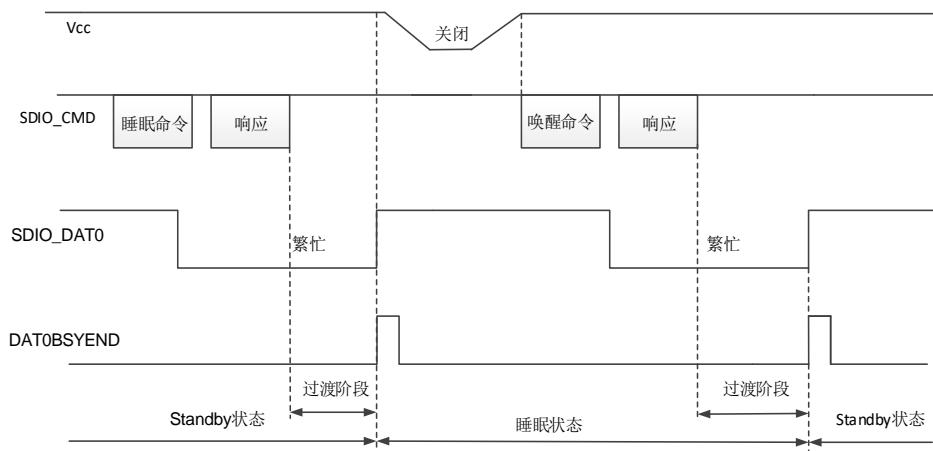 Vcc
关闭
SDIO_CMD
睡眠命令
响应
唤醒命令
响应
SDIO_DAT0
繁忙
繁忙
DAT0BSYEND
过渡阶段
过渡阶段
Standby状态
睡眠状态
Standby状态